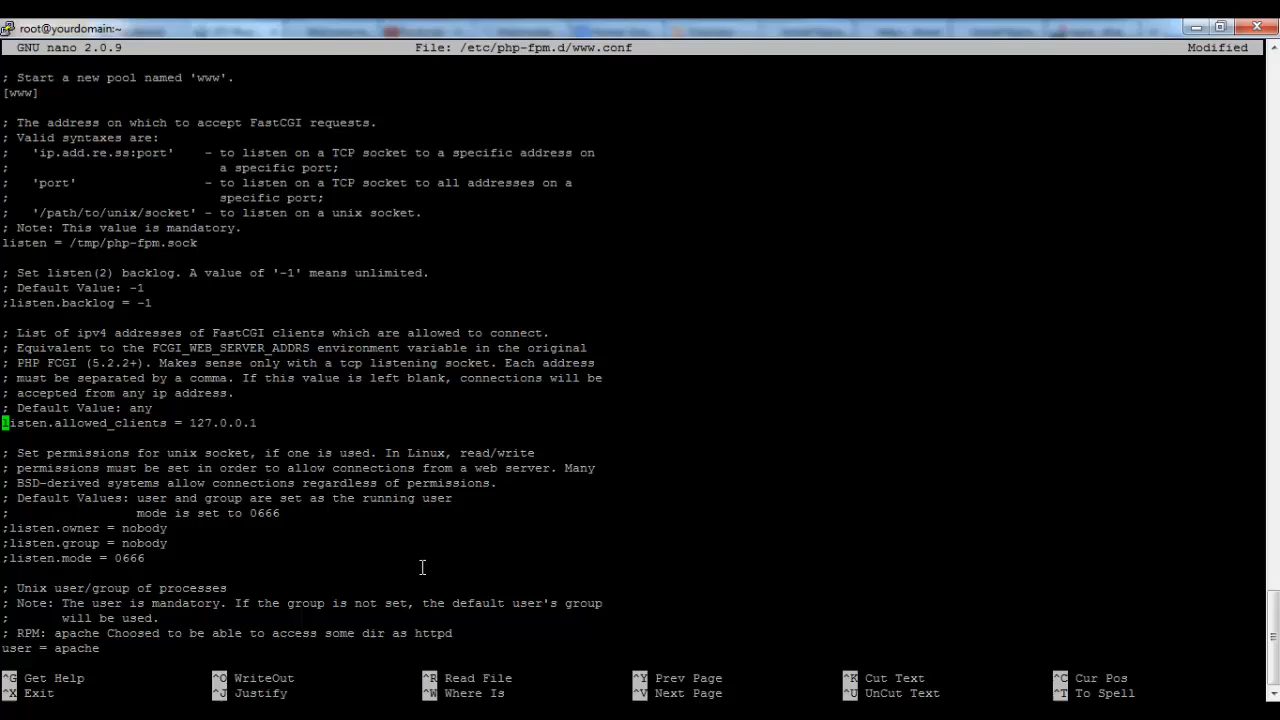 root@yourdomain:~
GNU nano 2.0.9 File: /etc/php-fpm.d/www.conf Modified
; Start a new pool named 'www'.
[www]
; The address on which to accept FastCGI requests.
; Valid syntaxes are:
;   'ip.add.re.ss:port'    - to listen on a TCP socket to a specific address on
;                            a specific port;
;   'port'                 - to listen on a TCP socket to all addresses on a
;                            specific port;
;   '/path/to/unix/socket' - to listen on a unix socket.
; Note: This value is mandatory.
listen = /tmp/php-fpm.sock
; Set listen(2) backlog. A value of '-1' means unlimited.
; Default Value: -1
;listen.backlog = -1
; List of ipv4 addresses of FastCGI clients which are allowed to connect.
; Equivalent to the FCGI_WEB_SERVER_ADDRS environment variable in the original
; PHP FCGI (5.2.2+). Makes sense only with a tcp listening socket. Each address
; must be separated by a comma. If this value is left blank, connections will be
; accepted from any ip address.
; Default Value: any
listen.allowed_clients = 127.0.0.1
; Set permissions for unix socket, if one is used. In Linux, read/write
; permissions must be set in order to allow connections from a web server. Many
; BSD-derived systems allow connections regardless of permissions.
; Default Values: user and group are set as the running user
;                 mode is set to 0666
;listen.owner = nobody
;listen.group = nobody
;listen.mode = 0666
; Unix user/group of processes
; Note: The user is mandatory. If the group is not set, the default user's group
;       will be used.
; RPM: apache Choosed to be able to access some dir as httpd
user = apache
^G Get Help ^O WriteOut ^R Read File ^Y Prev Page ^K Cut Text ^C Cur Pos
^X Exit ^J Justify ^W Where Is ^V Next Page ^U UnCut Text ^T To Spell